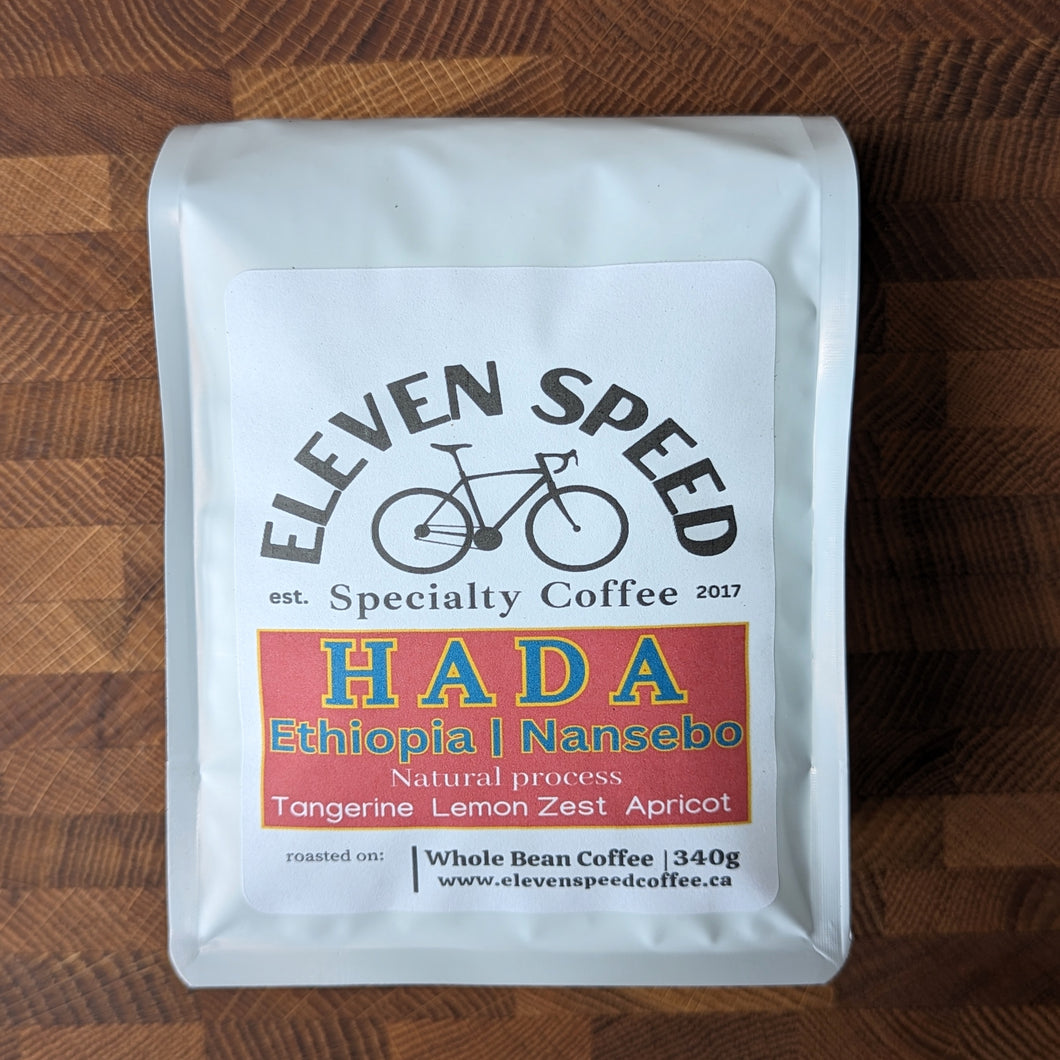 ELEVEN SPEED
est. Specialty Coffee 2017
HADA
Ethiopia | Nansebo
Natural process
Tangerine Lemon Zest Apricot
roasted on: | Whole Bean Coffee | 340g
www.elevenspeedcoffee.ca